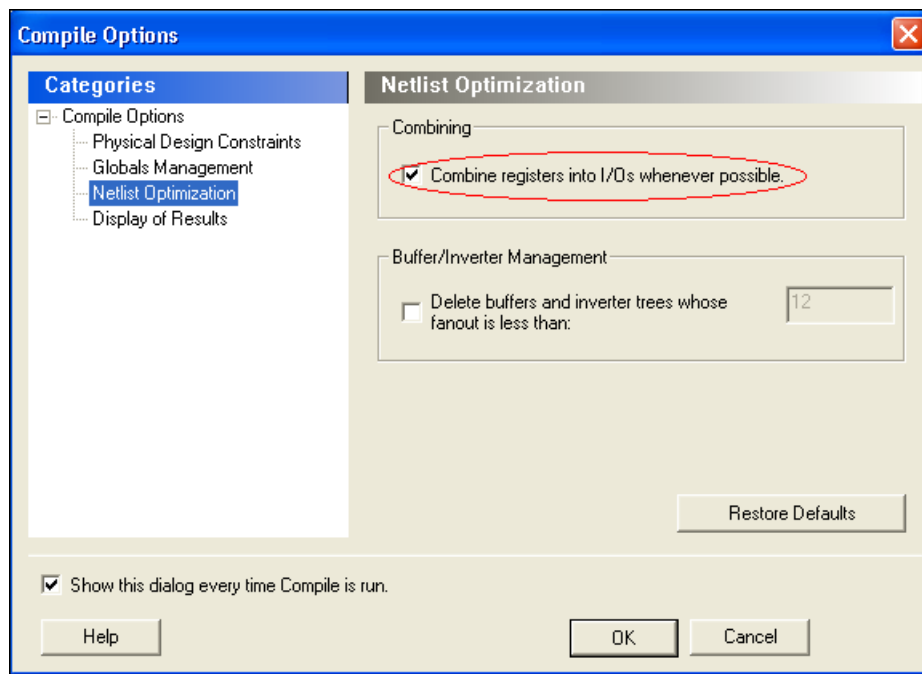 Compile Options
Categories
Compile Options
Physical Design Constraints
Globals Management
Netlist Optimization
Display of Results
Netlist Optimization
Combining
Combine registers into I/Os whenever possible.
Buffer/Inverter Management
Delete buffers and inverter trees whose
fanout is less than:
12
Restore Defaults
Show this dialog every time Compile is run.
Help
OK
Cancel